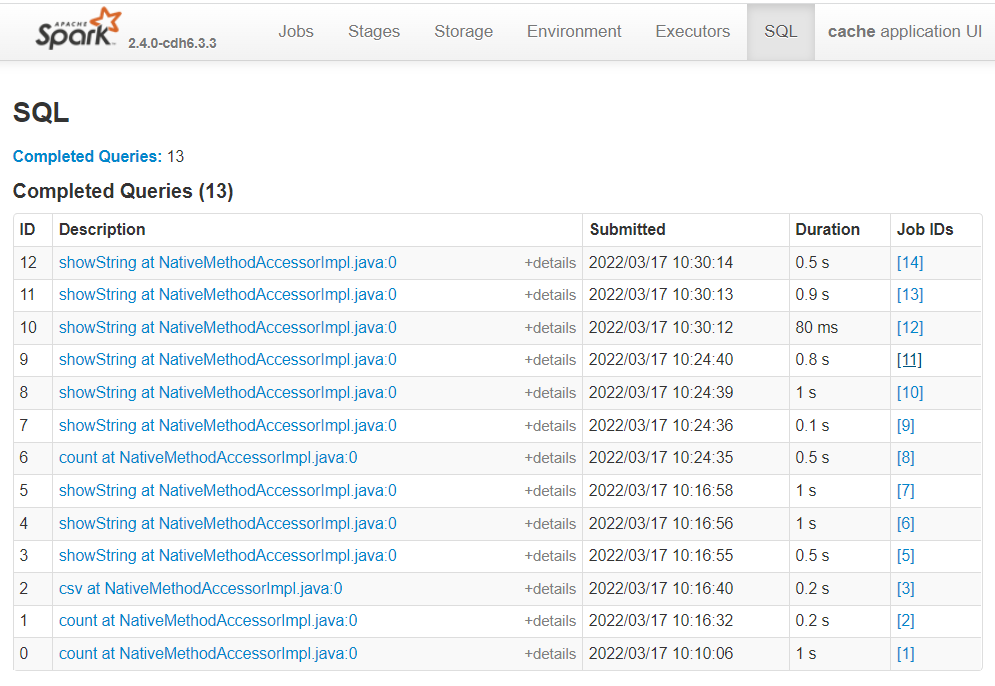 APACHE
Spark 2.4.0-cdh6.3.3 Jobs Stages Storage Environment Executors SQL cache application UI
SQL
Completed Queries: 13
Completed Queries (13)
ID Description Submitted Duration Job IDs
12 showString at NativeMethodAccessorImpl.java:0 +details 2022/03/17 10:30:14 0.5 s [14]
11 showString at NativeMethodAccessorImpl.java:0 +details 2022/03/17 10:30:13 0.9 s [13]
10 showString at NativeMethodAccessorImpl.java:0 +details 2022/03/17 10:30:12 80 ms [12]
9 showString at NativeMethodAccessorImpl.java:0 +details 2022/03/17 10:24:40 0.8 s [11]
8 showString at NativeMethodAccessorImpl.java:0 +details 2022/03/17 10:24:39 1 s [10]
7 showString at NativeMethodAccessorImpl.java:0 +details 2022/03/17 10:24:36 0.1 s [9]
6 count at NativeMethodAccessorImpl.java:0 +details 2022/03/17 10:24:35 0.5 s [8]
5 showString at NativeMethodAccessorImpl.java:0 +details 2022/03/17 10:16:58 1 s [7]
4 showString at NativeMethodAccessorImpl.java:0 +details 2022/03/17 10:16:56 1 s [6]
3 showString at NativeMethodAccessorImpl.java:0 +details 2022/03/17 10:16:55 0.5 s [5]
2 csv at NativeMethodAccessorImpl.java:0 +details 2022/03/17 10:16:40 0.2 s [3]
1 count at NativeMethodAccessorImpl.java:0 +details 2022/03/17 10:16:32 0.2 s [2]
0 count at NativeMethodAccessorImpl.java:0 +details 2022/03/17 10:10:06 1 s [1]